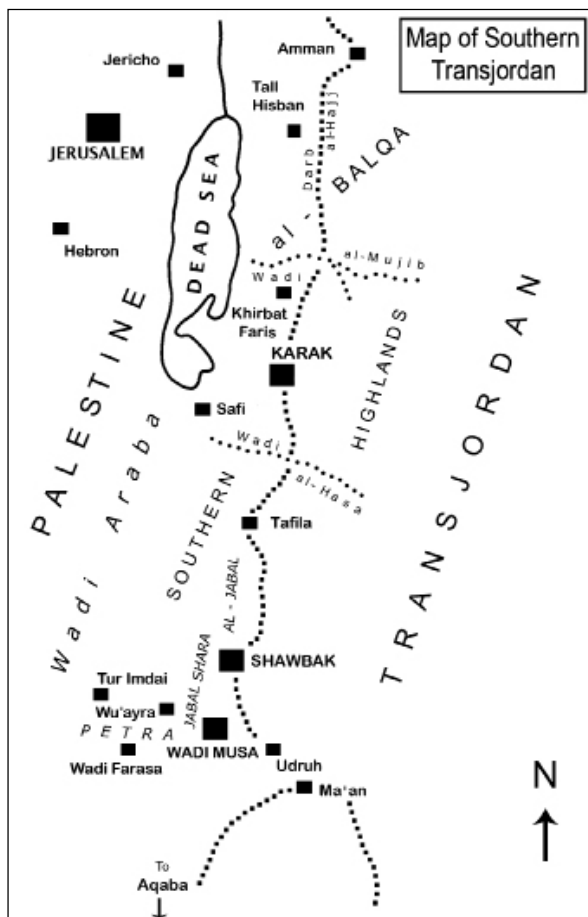 Map of Southern
Transjordan
Amman
Jericho
Tall
Hisban
JERUSALEM
Darb
al-Hajj
al-BALQA
DEAD SEA
Hebron
al-Mujib
Wadi
Khirbat
Faris
PALESTINE
KARAK
HIGHLANDS
TRANSJORDAN
Safi
Wadi
al-Hasa
Wadi Araba
SOUTHERN
Tafila
AL-JABAL
JABAL SHARA
SHAWBAK
Tur Imdai
Wu'ayra
PETRA
WADI MUSA
Wadi Farasa
Udruh
Ma'an
N
To
Aqaba